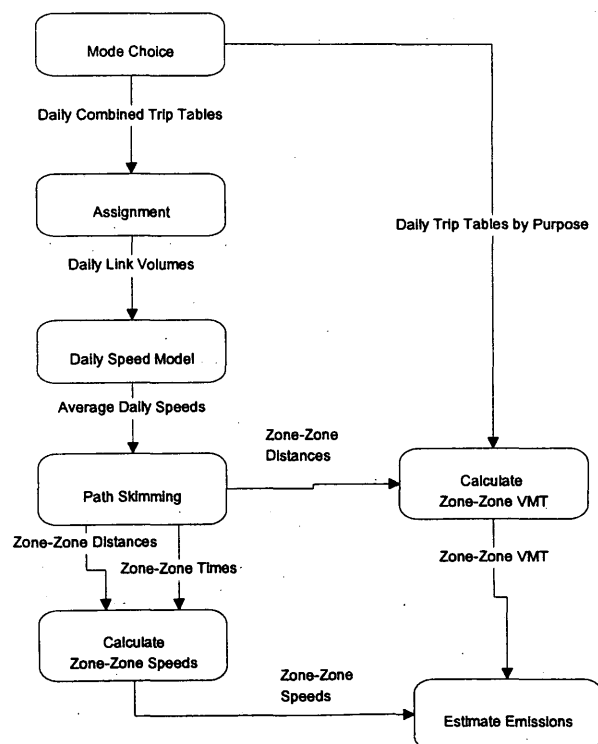 Mode Choice
Daily Combined Trip Tables
Assignment
Daily Trip Tables by Purpose
Daily Link Volumes
Daily Speed Model
Average Daily Speeds
Zone-Zone
Distances
Path Skimming
Calculate
Zone-Zone VMT
Zone-Zone Distances
Zone-Zone Times
Zone-Zone VMT
Calculate
Zone-Zone Speeds
Zone-Zone
Speeds
Estimate Emissions